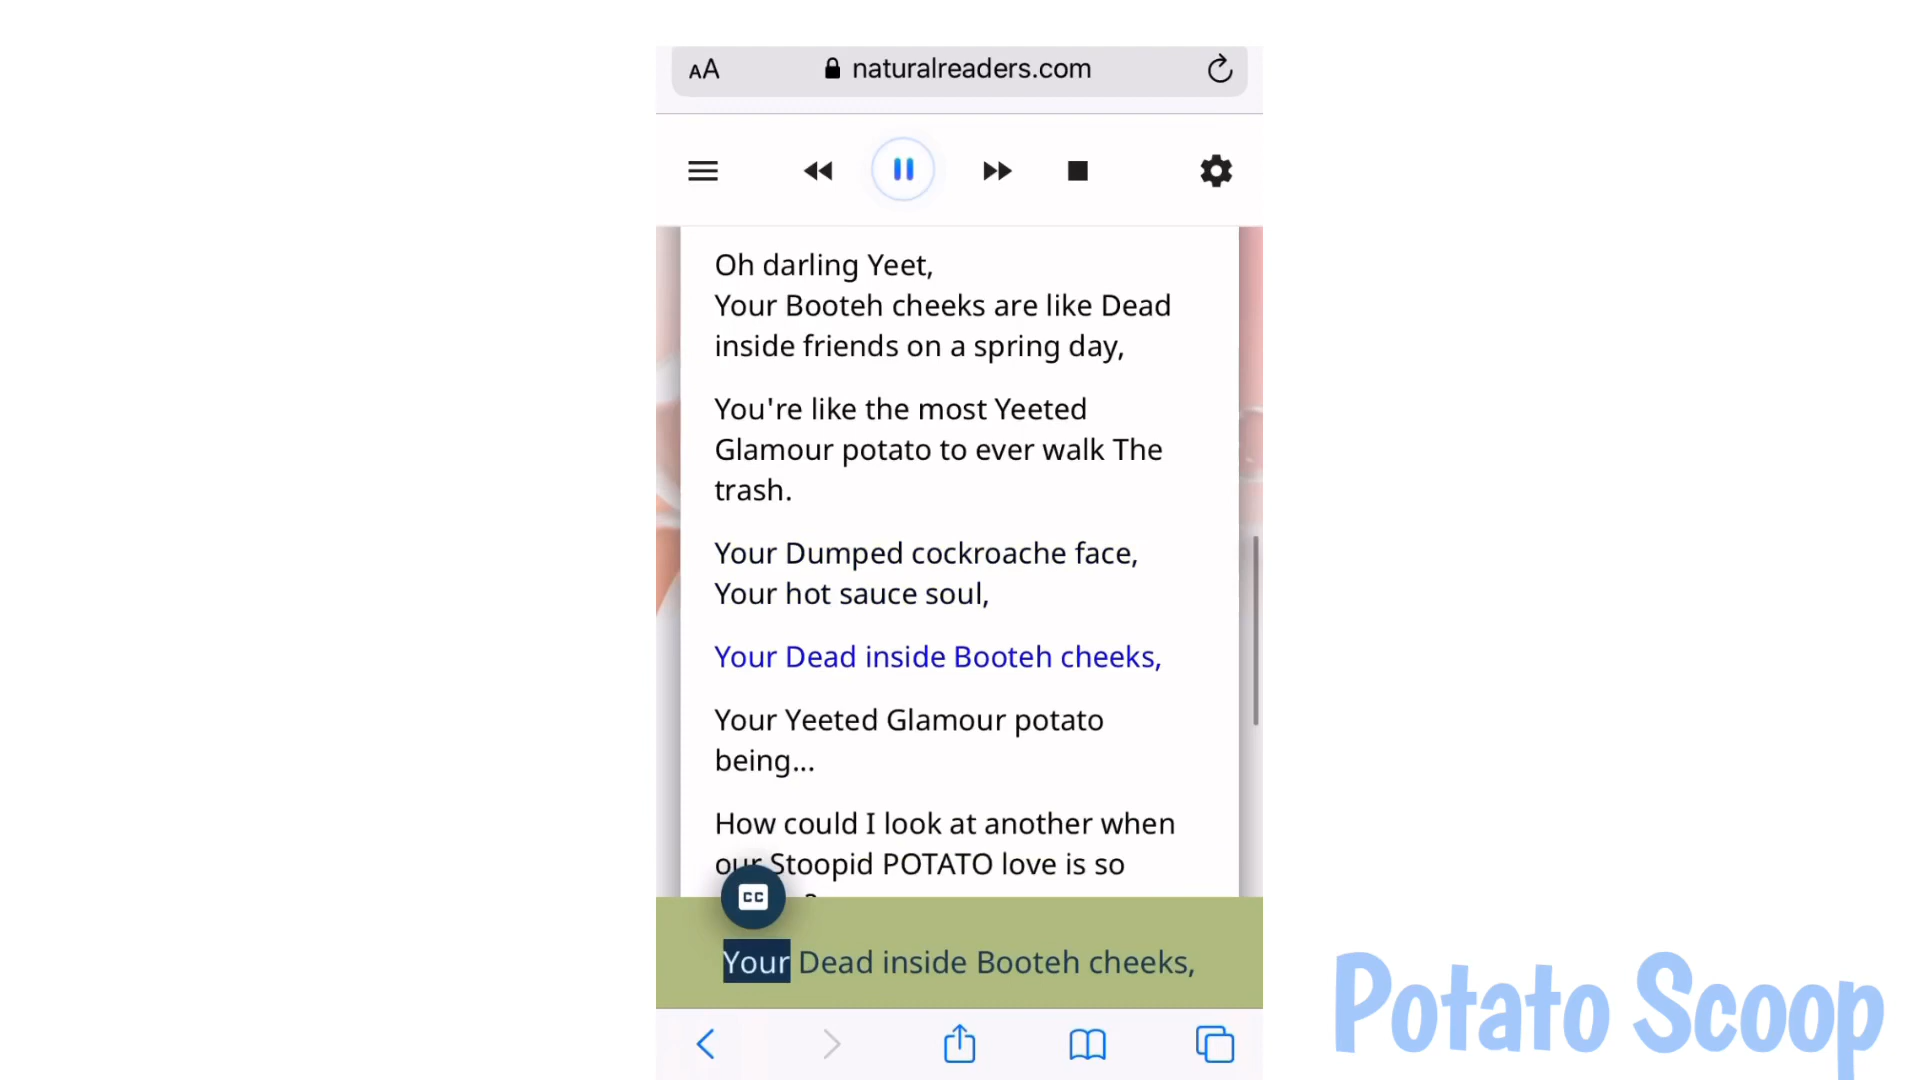 AA naturalreaders.com
Oh darling Yeet,
Your Booteh cheeks are like Dead
inside friends on a spring day,
You're like the most Yeeted
Glamour potato to ever walk The
trash.
Your Dumped cockroache face,
Your hot sauce soul,
Your Dead inside Booteh cheeks,
Your Yeeted Glamour potato
being...
How could I look at another when
our Stoopid POTATO love is so
CC
Your Dead inside Booteh cheeks,
Potato Scoop